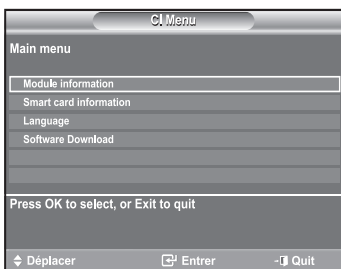 CI Menu
Main menu
Module information
Smart card information
Language
Software Download
Press OK to select, or Exit to quit
Déplacer Entrer Quit